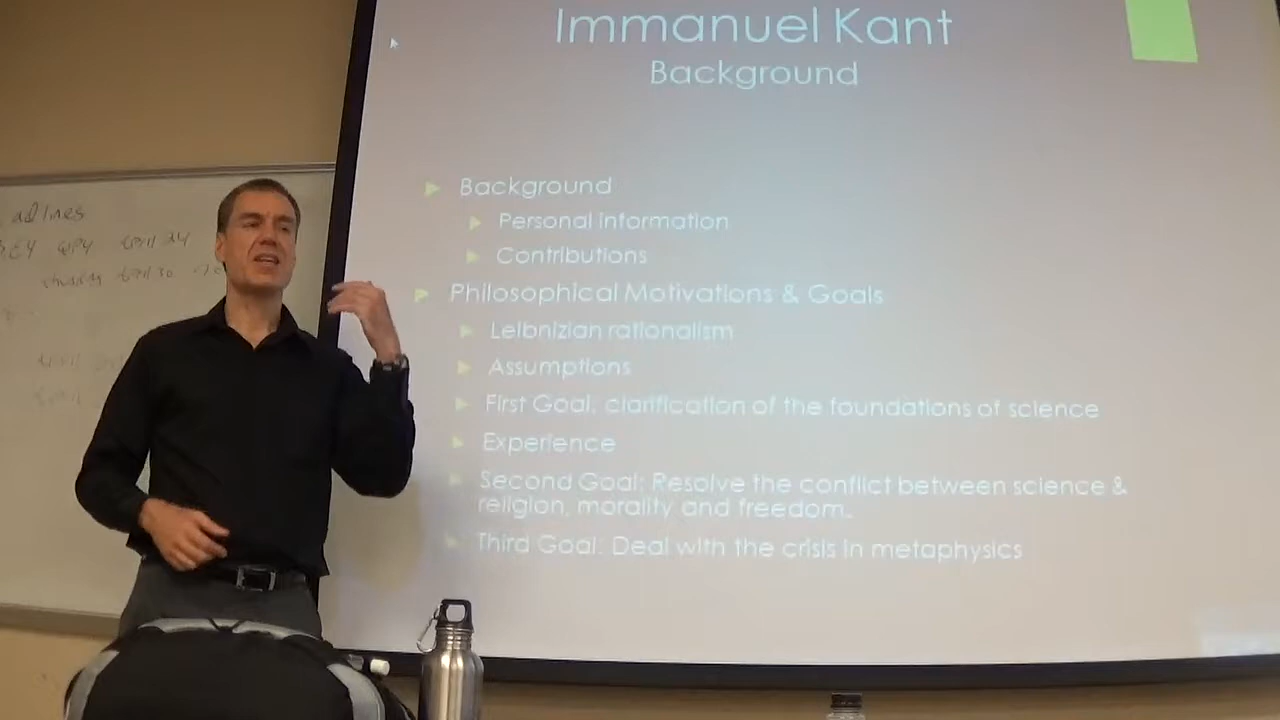 Immanuel Kant
Background
Background
Personal information
Contributions
Philosophical Motivations & Goals
Leibnizian rationalism
Assumptions
First Goal: clarification of the foundations of science
Experience
Second Goal: Resolve the conflict between science &
religion, morality and freedom.
Third Goal: Deal with the crisis in metaphysics
adlines